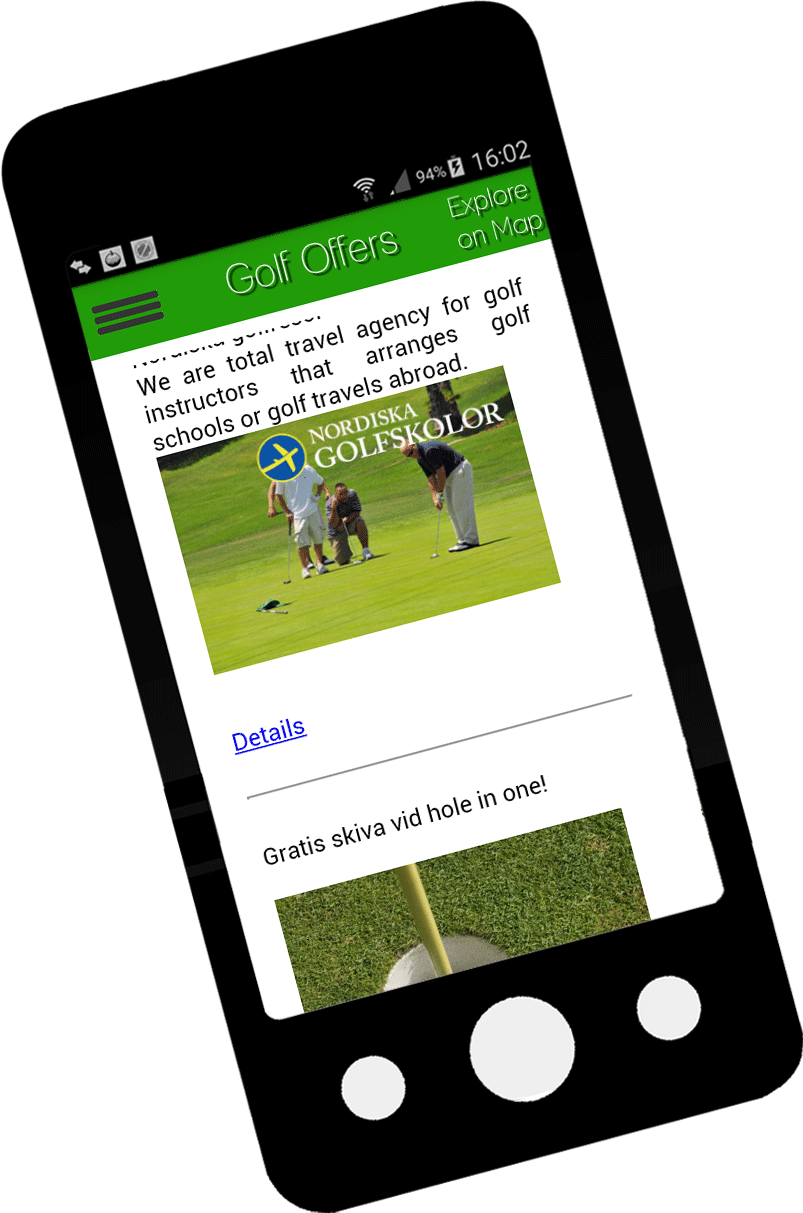 94% 16:02
Golf Offers
Explore
on Map
We are total travel agency for golf
instructors that arranges golf
schools or golf travels abroad.
NORDISKA
GOLFSKOLOR
Details
Gratis skiva vid hole in one!